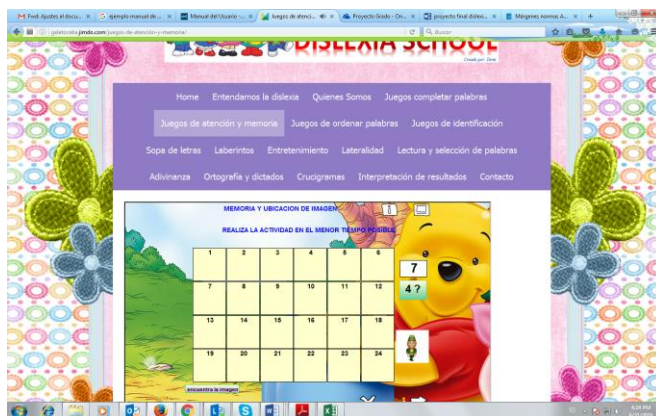 Fwd: Ajustes al docu...
ejemplo manual de ...
Manual del Usuario -...
Juegos de atenci...
Proyecto Grado - On...
proyecto final dislexi...
Márgenes normas A...
jimdo.com/juegos-de-atención-y-memoria/
Buscar
DISLEXIA SCHOOL
Home Entendamos la dislexia Quienes Somos Juegos completar palabras
Juegos de atención y memoria Juegos de ordenar palabras Juegos de identificación
Sopa de letras Laberintos Entretenimiento Lateralidad Lectura y selección de palabras
Adivinanza Ortografía y dictados Crucigramas Interpretación de resultados Contacto
MEMORIA Y UBICACION DE IMAGEN
REALIZA LA ACTIVIDAD EN EL MENOR TIEMPO POSIBLE
1 2 3 4 5 6
7
7 8 9 10 11 12
4 ?
13 14 15 16 17 18
19 20 21 22 23 24
encuentra la imagen